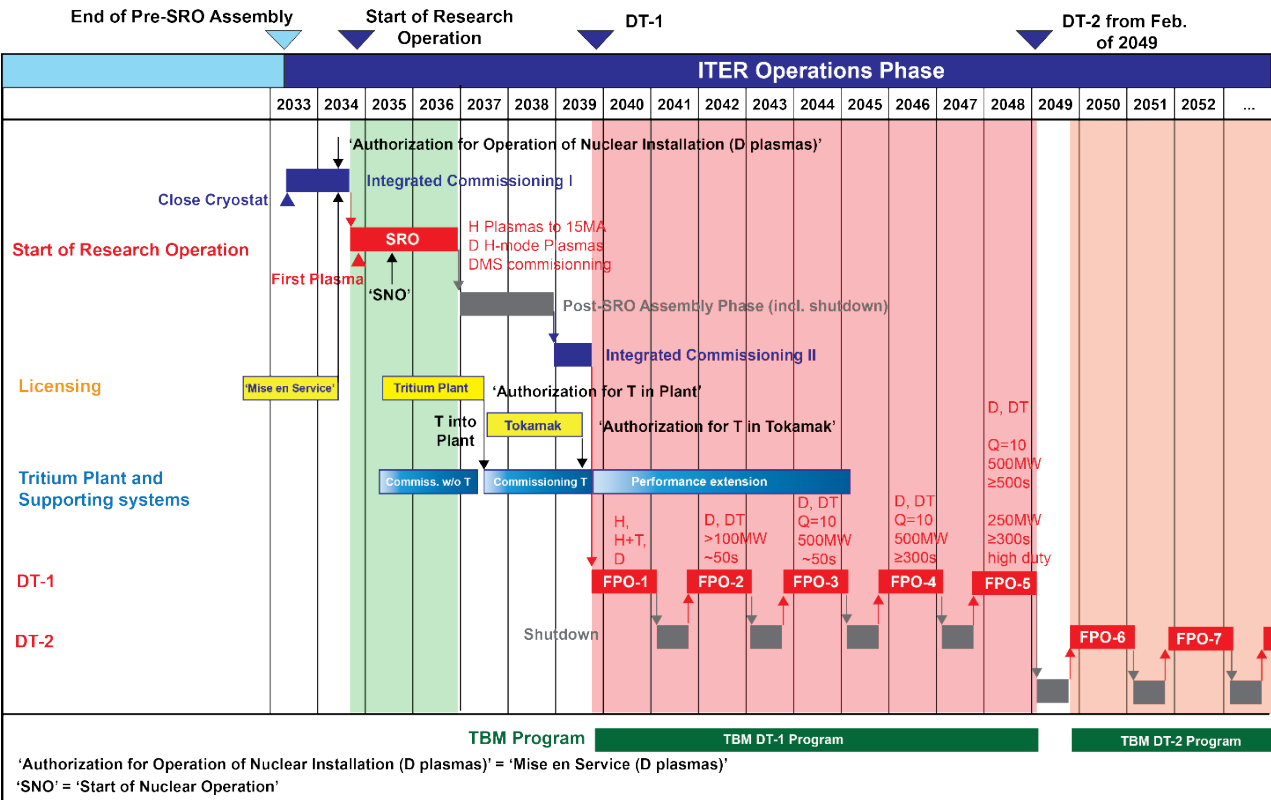 End of Pre-SRO Assembly
Start of Research
Operation
DT-1
DT-2 from Feb.
of 2049
ITER Operations Phase
2033 2034 2035 2036 2037 2038 2039 2040 2041 2042 2043 2044 2045 2046 2047 2048 2049 2050 2051 2052 ...
‘Authorization for Operation of Nuclear Installation (D plasmas)’
Integrated Commissioning I
Close Cryostat
Start of Research Operation
SRO
H Plasmas to 15MA
D H-mode Plasmas
DMS commisionning
First Plasma
‘SNO’
Post-SRO Assembly Phase (incl. shutdown)
Integrated Commissioning II
Licensing
‘Mise en Service’
Tritium Plant
‘Authorization for T in Plant’
T into
Plant
Tokamak
‘Authorization for T in Tokamak’
Tritium Plant and
Supporting systems
Commiss. w/o T
Commissioning T
Performance extension
H,
H+T,
D
D, DT
>100MW
~50s
D, DT
Q=10
500MW
~50s
D, DT
Q=10
500MW
≥300s
D, DT
Q=10
500MW
≥500s
250MW
≥300s
high duty
DT-1
FPO-1 FPO-2 FPO-3 FPO-4 FPO-5
DT-2
Shutdown
FPO-6 FPO-7
TBM Program
TBM DT-1 Program
TBM DT-2 Program
‘Authorization for Operation of Nuclear Installation (D plasmas)’ = ‘Mise en Service (D plasmas)’
‘SNO’ = ‘Start of Nuclear Operation’